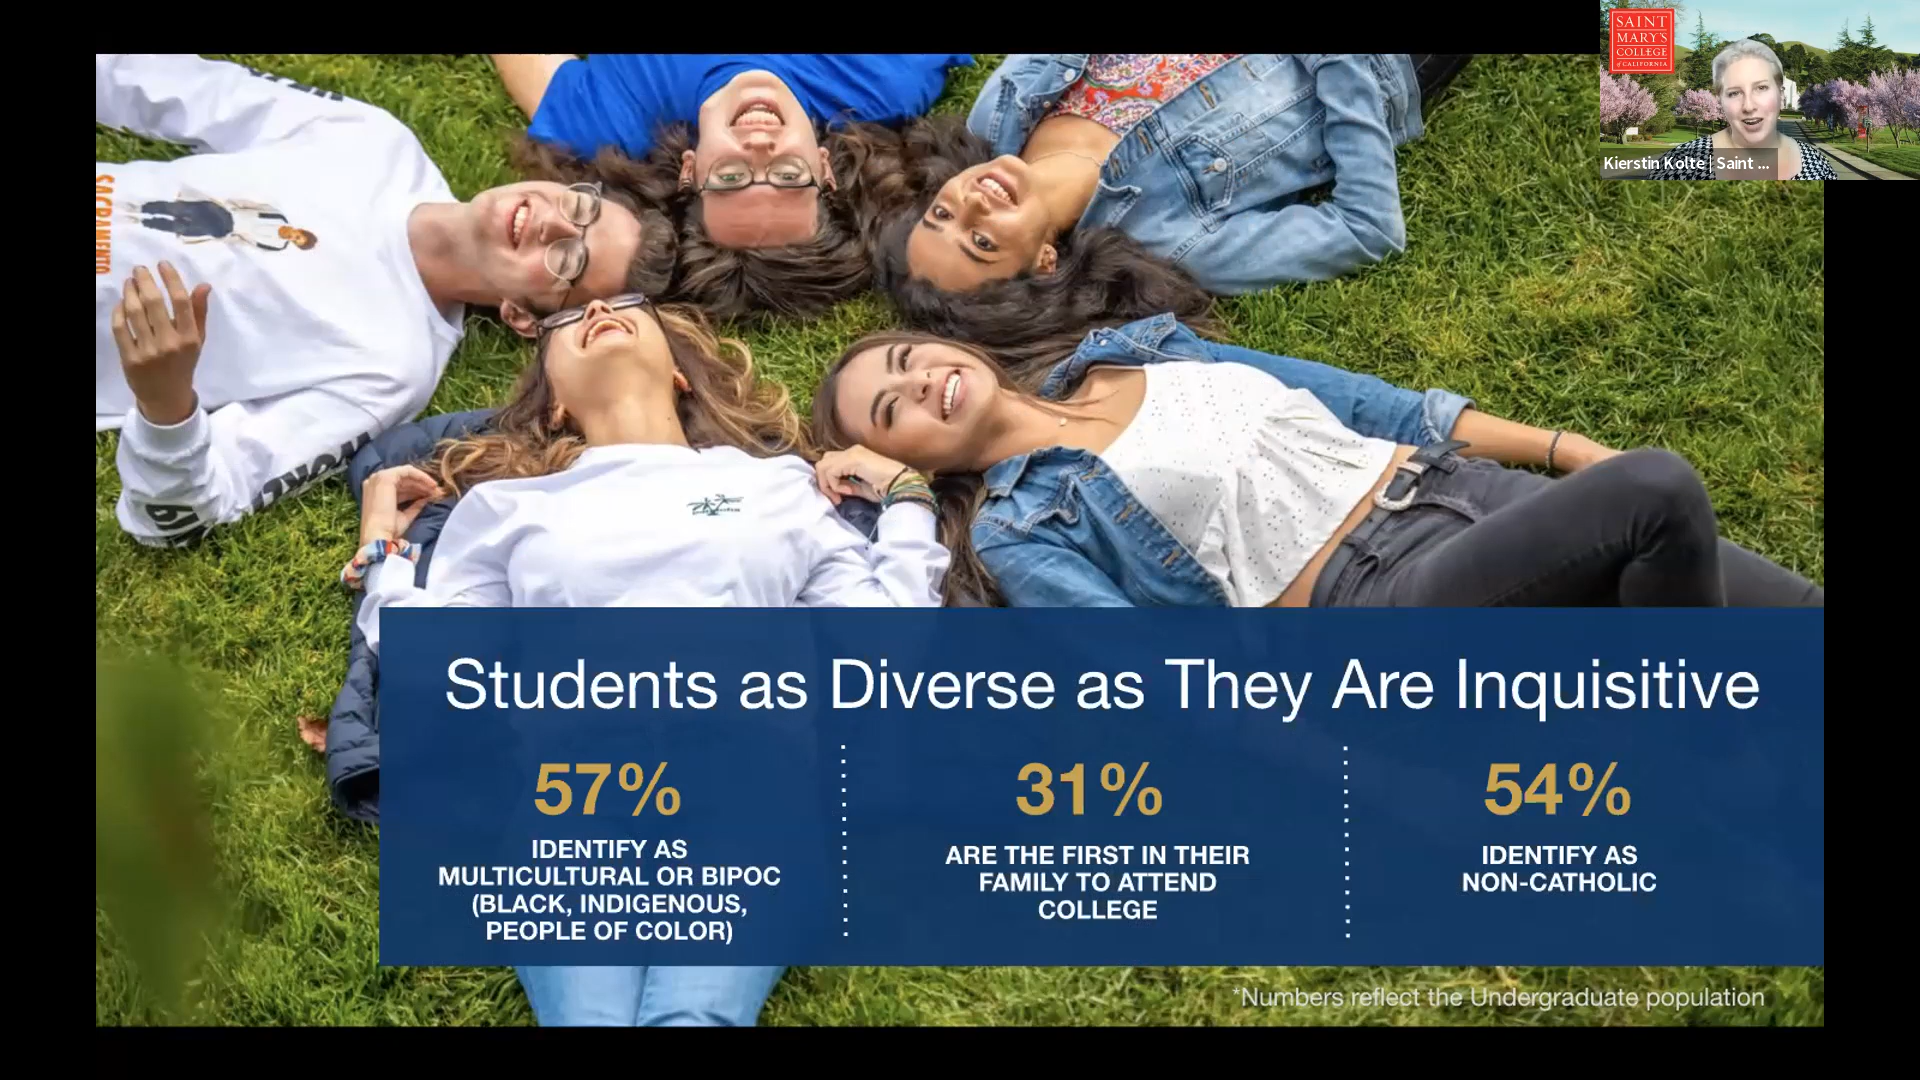 SAINT
MARY'S
COLLEGE
of CALIFORNIA
Kierstin Kolte | Saint ...
SACRAMENTO
Students as Diverse as They Are Inquisitive
57%
IDENTIFY AS
MULTICULTURAL OR BIPOC
(BLACK, INDIGENOUS,
PEOPLE OF COLOR)
31%
ARE THE FIRST IN THEIR
FAMILY TO ATTEND
COLLEGE
54%
IDENTIFY AS
NON-CATHOLIC
*Numbers reflect the Undergraduate population